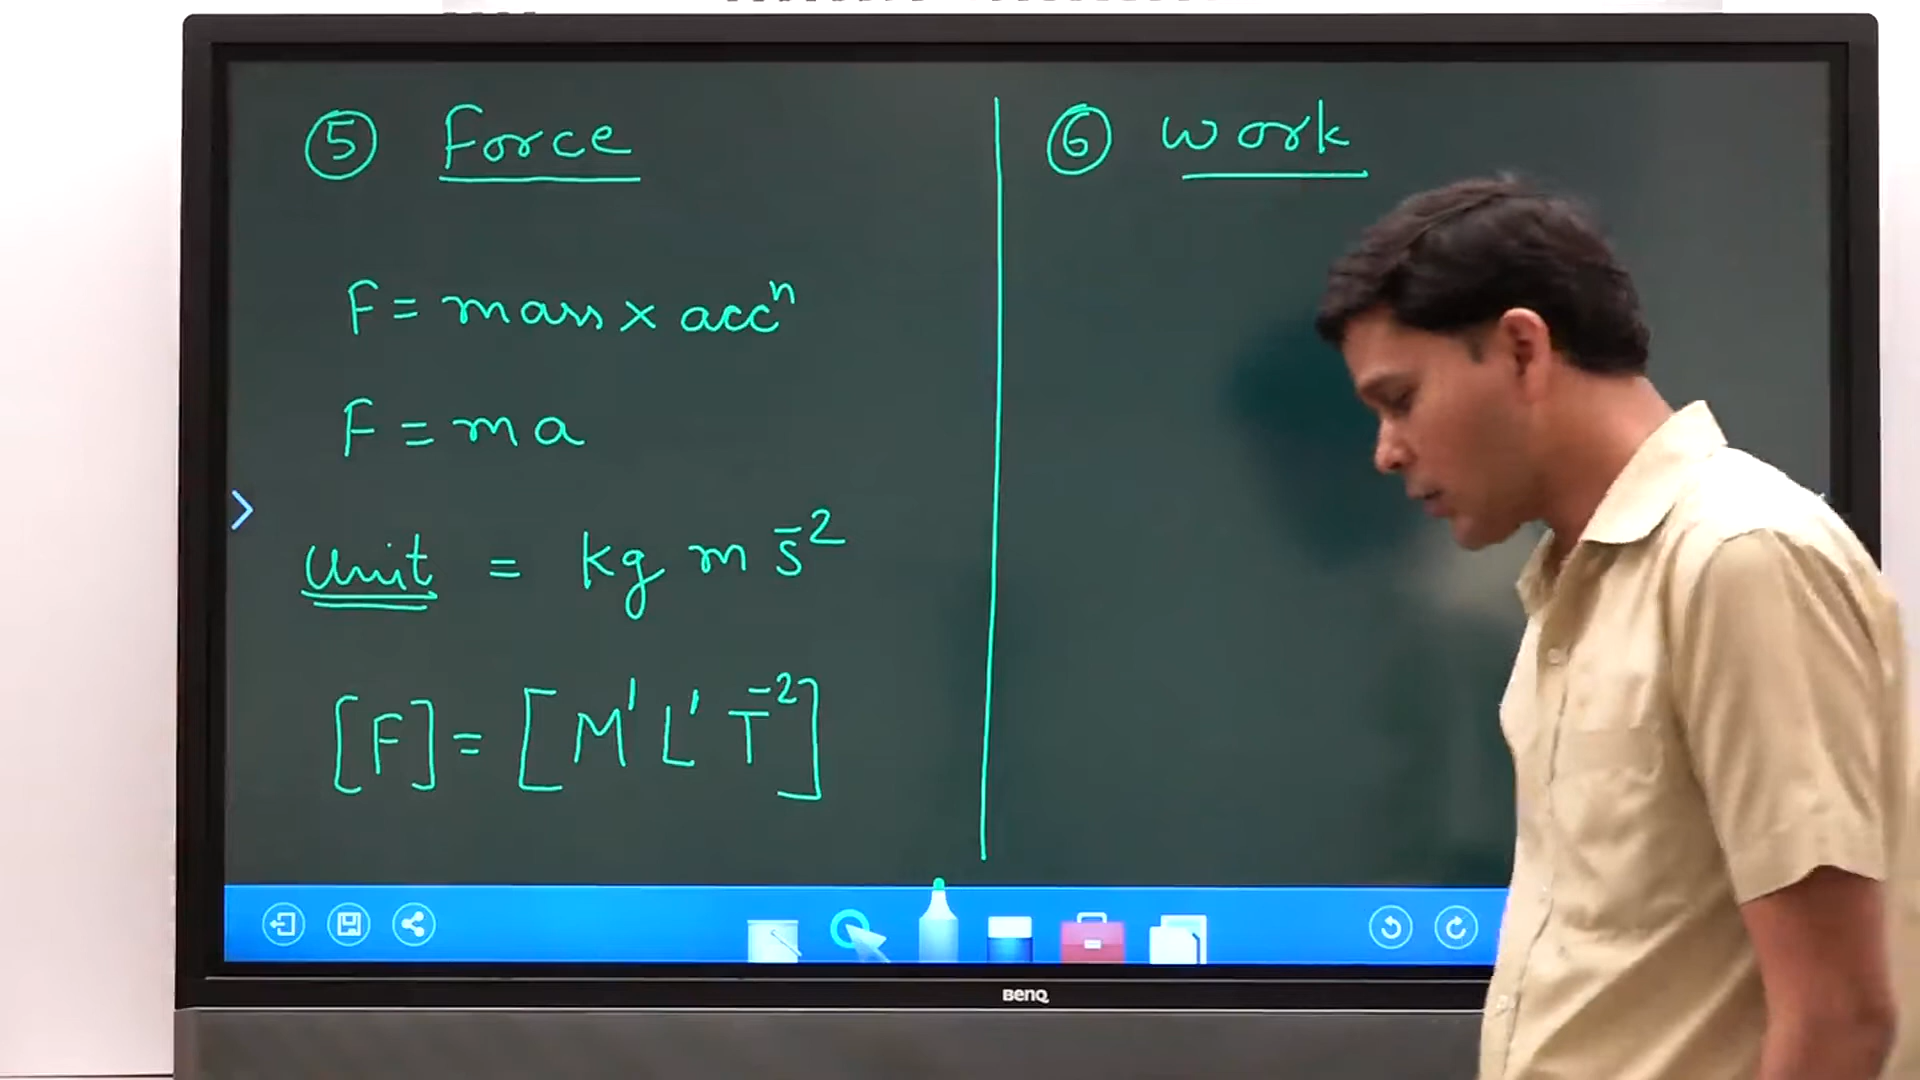 ⑤ Force
F = mass x accⁿ
F = ma
Unit = kg m s⁻²
[F] = [M¹ L¹ T⁻²]
⑥ Work
BenQ